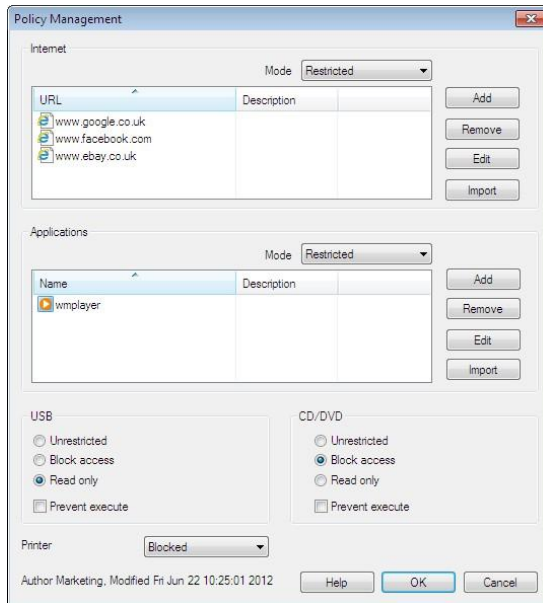 Policy Management
Internet
Mode Restricted
URL Description
www.google.co.uk
www.facebook.com
www.ebay.co.uk
Add
Remove
Edit
Import
Applications
Mode Restricted
Name Description
wmplayer
Add
Remove
Edit
Import
USB
Unrestricted
Block access
Read only
Prevent execute
CD/DVD
Unrestricted
Block access
Read only
Prevent execute
Printer Blocked
Author Marketing, Modified Fri Jun 22 10:25:01 2012
Help OK Cancel